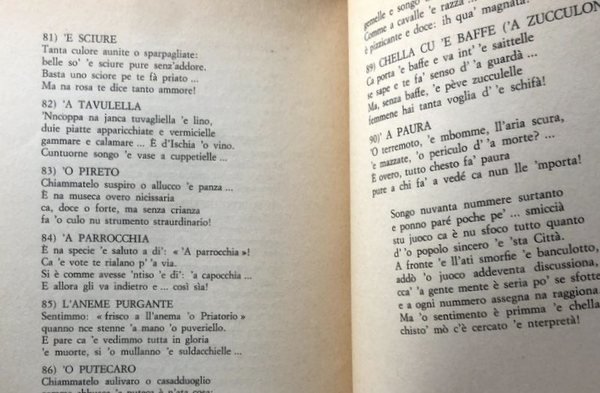 81) 'E SCIURE
Tanta culore aunite o sparpagliate:
belle so' 'e sciure pure senz'addore.
Basta uno sciore pe te fà priato ...
Ma na rosa te dice tanto ammore!
82) 'A TAVULELLA
'Nncoppa na janca tuvagliella 'e lino,
duie piatte apparicchiate e vermicielle
gammare e calamare ... È d'Ischia 'o vino.
Cuntuorne songo 'e vase a cuppetielle ...
83) 'O PIRETO
Chiammatelo suspiro o allucco 'e panza ...
È na museca overo nicissaria
ca, doce o forte, ma senza crianza
fa 'o culo nu strumento straurdinario!
84) 'A PARROCCHIA
È na specie 'e saluto a di': « 'A parrocchia »!
Ca 'e vote te rialano p' 'a via.
Si è comme avesse 'ntiso 'e di': 'a capocchia ...
E allora gli va indietro e ... così sia!
85) L'ANEME PURGANTE
Sentimmo: « frisco a ll'anema 'o Priatorio »
quanno nce stenne 'a mano 'o puveriello.
E pare ca 'e vedimmo tutta in gloria
'e muorte, si 'o mullanno 'e suldacchielle ...
86) 'O PUTECARO
Chiammatelo aulivaro o casadduoglio
gemelle e songo
Comme a cavalle 'e razza
è pizzicante e doce: ih qua' magnata!
89) CHELLA CU 'E BAFFE ('A ZUCCULON
Ca porta 'e baffe e va int' 'e saittelle
se sape e te fa' senso d' 'a guardà ...
Ma, senza baffe, 'e pève zucculelle
femmene hai tanta voglia d' 'e schifà!
90) 'A PAURA
'O terremoto, 'e mbomme, ll'aria scura,
'e mazzate, 'o periculo d' 'a morte? ...
È overo, tutto chesto fa' paura
pure a chi fa' a vedé ca nun lle 'mporta!
Songo nuvanta nummere surtanto
e ponno paré poche pe' ... smiccià
stu juoco ca è nu sfoco tutto quanto
d' 'o popolo sincero 'e 'sta Città.
A fronte 'e ll'ati smorfie 'e banculotto,
addò 'o juoco addeventa discussiona,
cca' 'a gente mente è seria po' se sfotte
e a ogni nummero assegna na raggiona.
Ma 'o sentimento è primma 'e chella
chisto' mò c'è cercato 'e nterpretà!